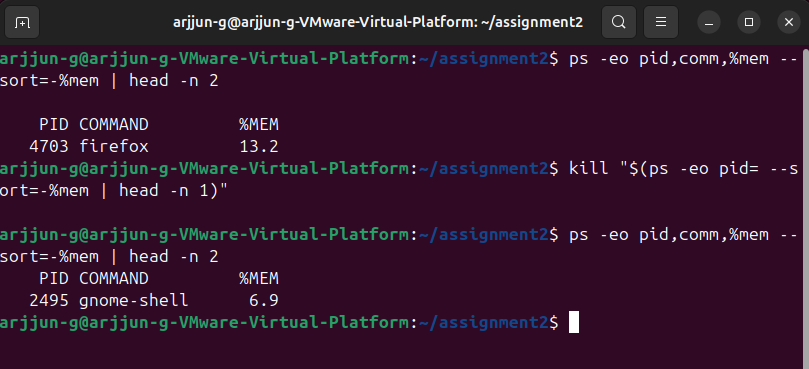 arjjun-g@arjjun-g-VMware-Virtual-Platform: ~/assignment2
arjjun-g@arjjun-g-VMware-Virtual-Platform:~/assignment2$ ps -eo pid,comm,%mem --
sort=-%mem | head -n 2
PID COMMAND %MEM
4703 firefox 13.2
arjjun-g@arjjun-g-VMware-Virtual-Platform:~/assignment2$ kill "$(ps -eo pid= --s
ort=-%mem | head -n 1)"
arjjun-g@arjjun-g-VMware-Virtual-Platform:~/assignment2$ ps -eo pid,comm,%mem --
sort=-%mem | head -n 2
PID COMMAND %MEM
2495 gnome-shell 6.9
arjjun-g@arjjun-g-VMware-Virtual-Platform:~/assignment2$